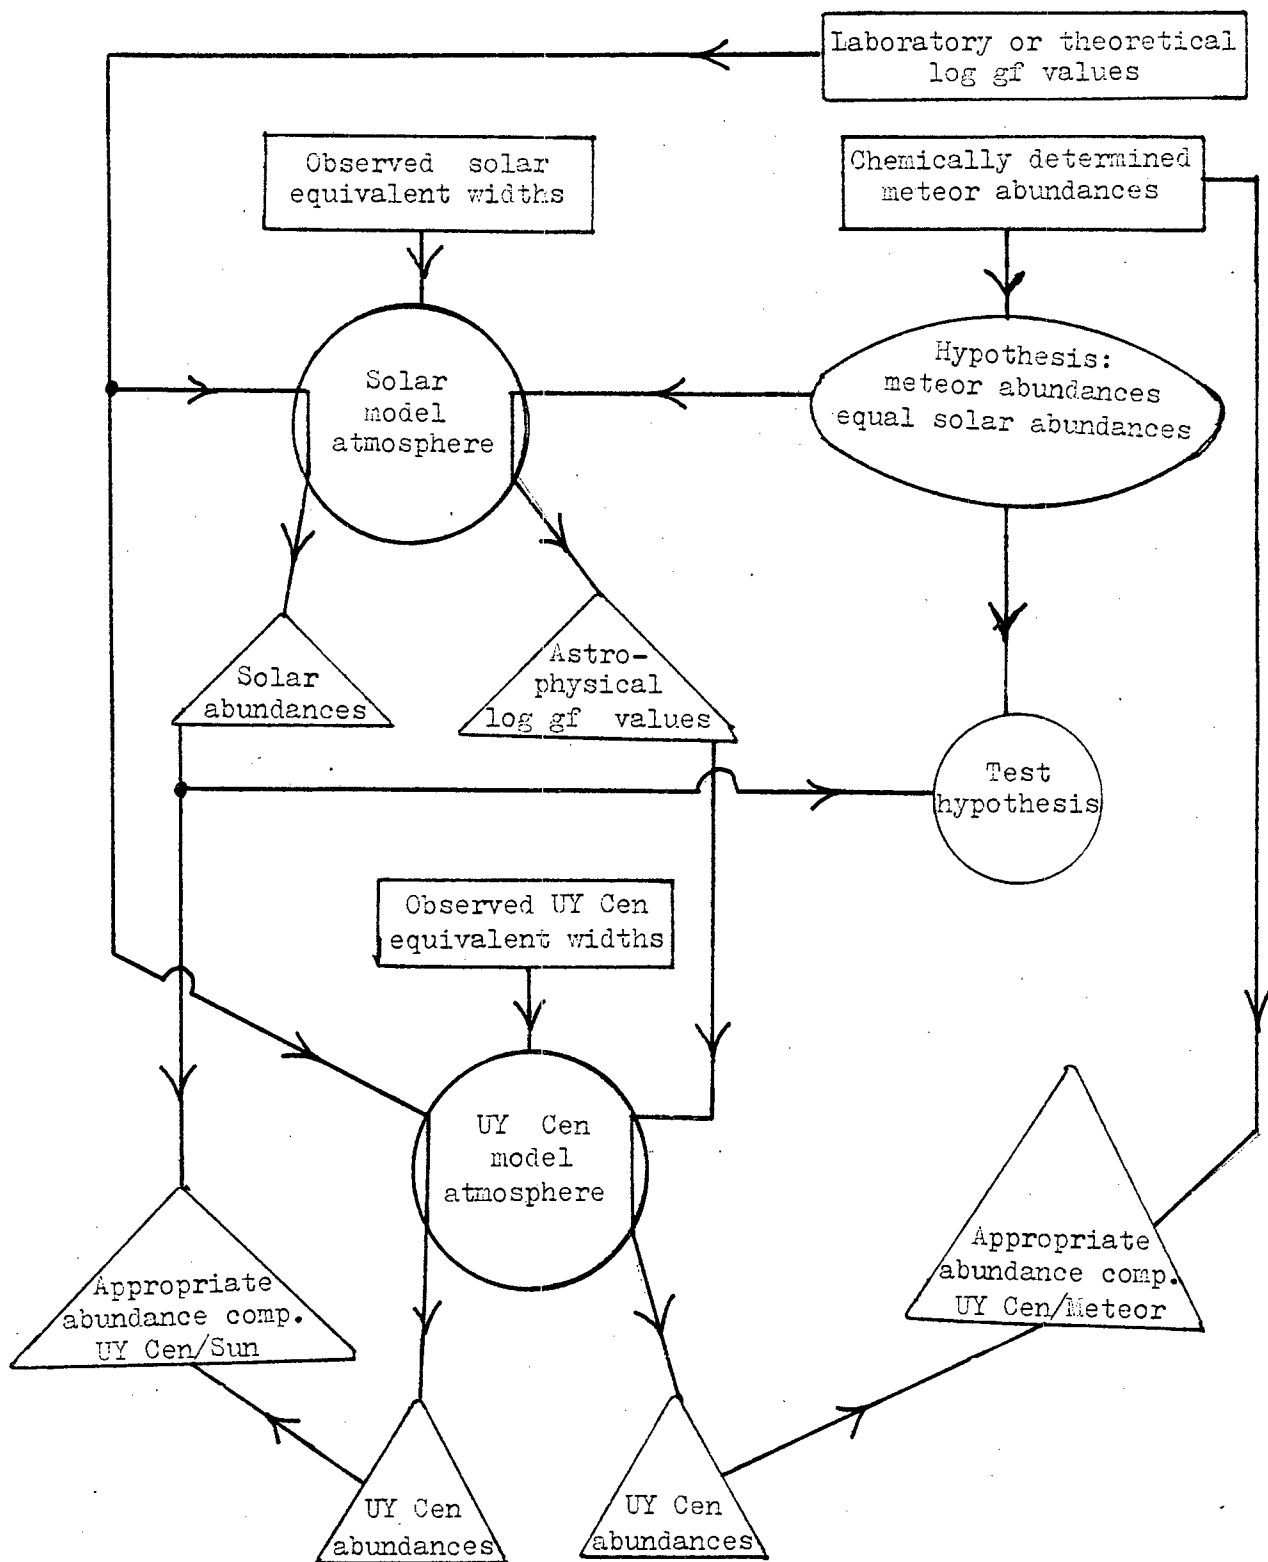 Laboratory or theoretical
log gf values
Observed solar
equivalent widths
Chemically determined
meteor abundances
Solar
model
atmosphere
Hypothesis:
meteor abundances
equal solar abundances
Solar
abundances
Astro-
physical
log gf values
Test
hypothesis
Observed UY Cen
equivalent widths
UY Cen
model
atmosphere
Appropriate
abundance comp.
UY Cen/Sun
Appropriate
abundance comp.
UY Cen/Meteor
UY Cen
abundances
UY Cen
abundances